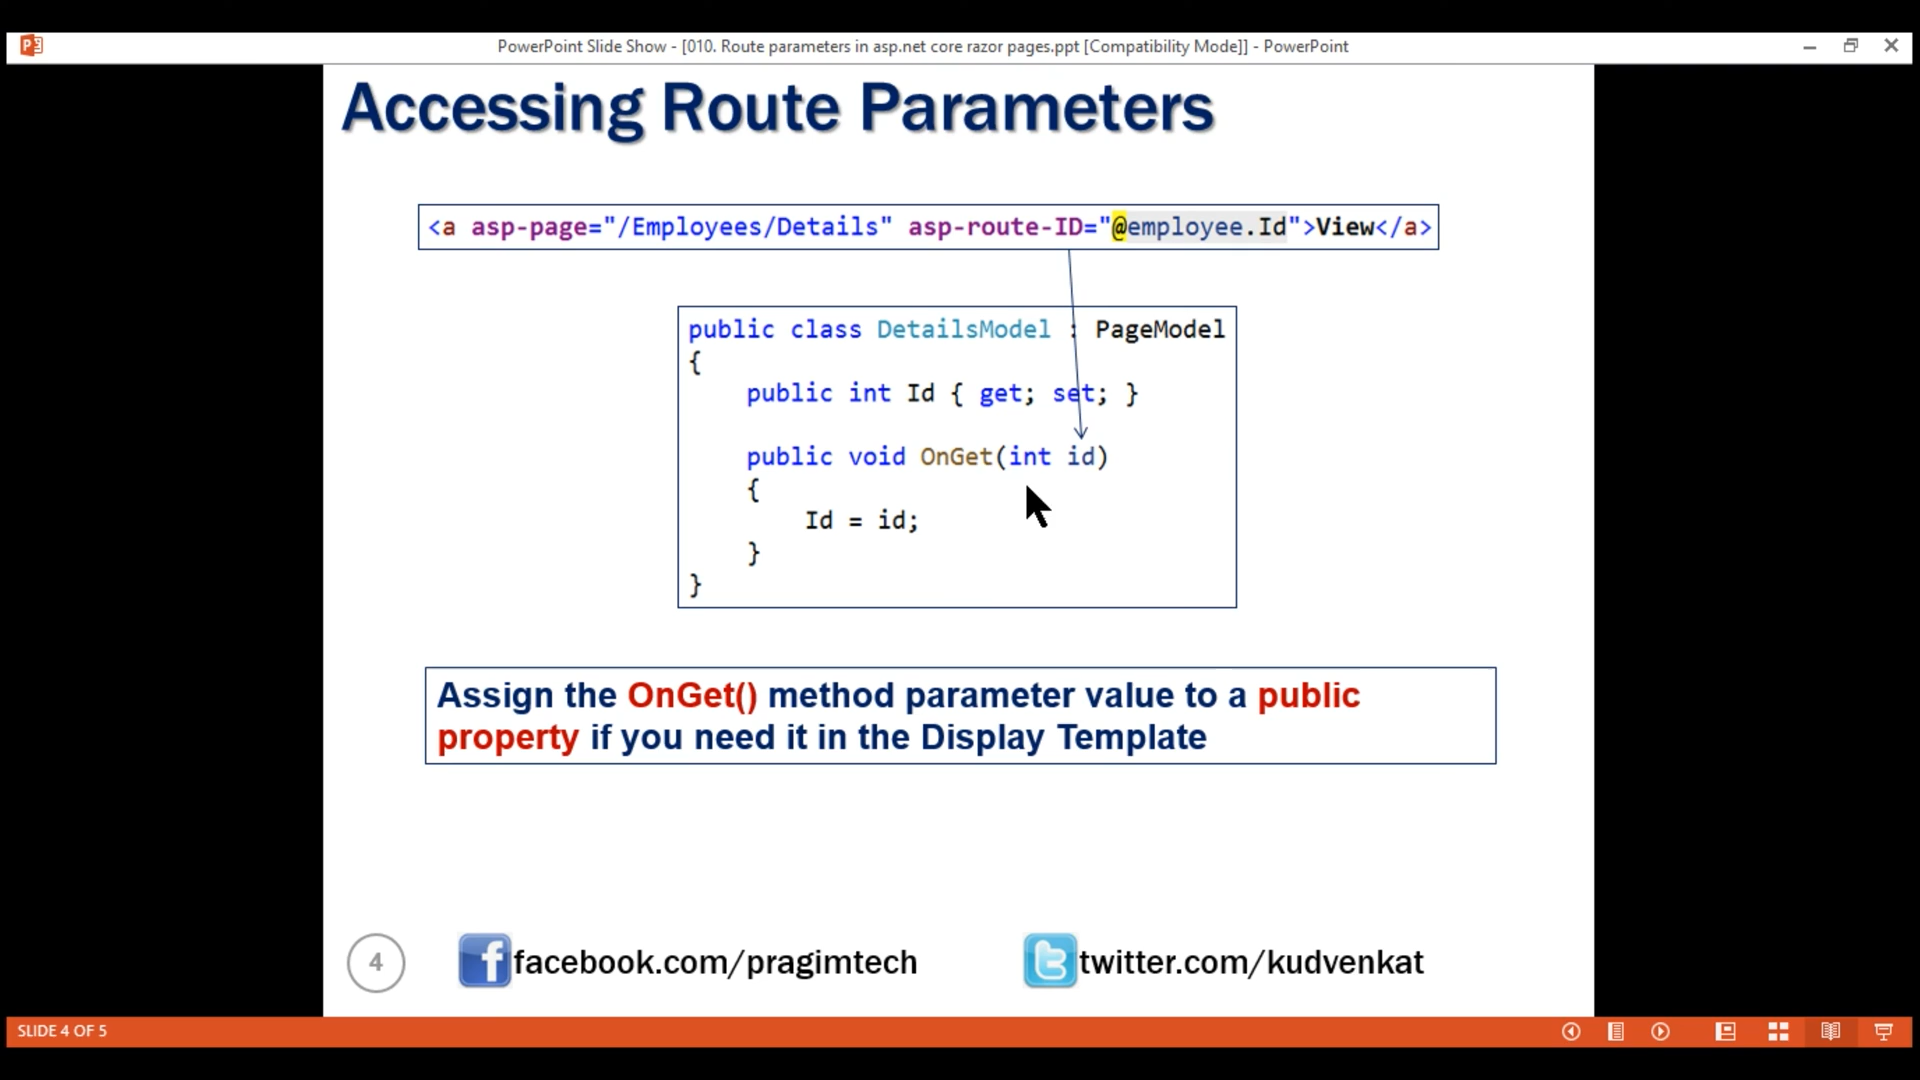 PowerPoint Slide Show - [010. Route parameters in asp.net core razor pages.ppt [Compatibility Mode]] - PowerPoint
Accessing Route Parameters
<a asp-page="/Employees/Details" asp-route-ID="@employee.Id">View</a>
public class DetailsModel : PageModel
{
    public int Id { get; set; }
    public void OnGet(int id)
    {
        Id = id;
    }
}
Assign the OnGet() method parameter value to a public
property if you need it in the Display Template
4
facebook.com/pragimtech
twitter.com/kudvenkat
SLIDE 4 OF 5